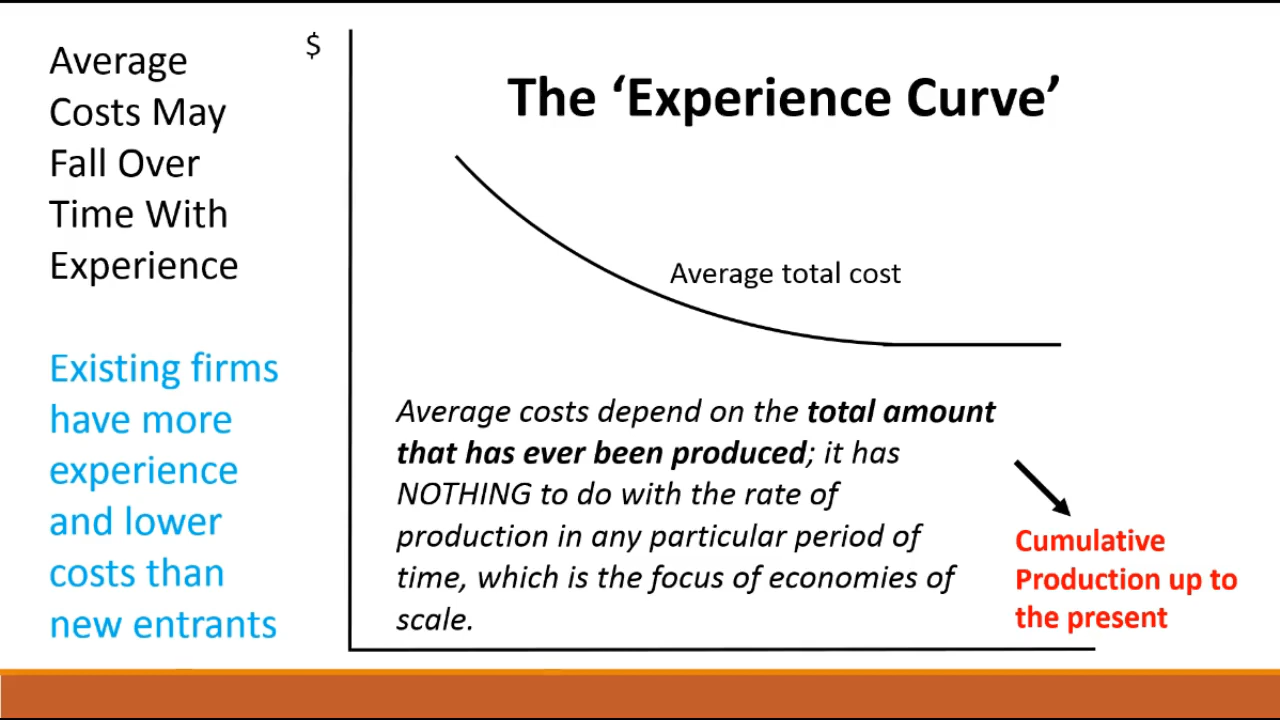 Average
Costs May
Fall Over
Time With
Experience
Existing firms
have more
experience
and lower
costs than
new entrants
$
The ‘Experience Curve’
Average total cost
Average costs depend on the total amount
that has ever been produced; it has
NOTHING to do with the rate of
production in any particular period of
time, which is the focus of economies of
scale.
Cumulative
Production up to
the present